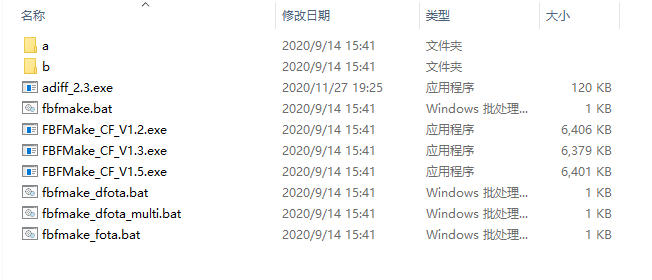 名称 修改日期 类型 大小
a 2020/9/14 15:41 文件夹
b 2020/9/14 15:41 文件夹
adiff_2.3.exe 2020/11/27 19:25 应用程序 120 KB
fbfmake.bat 2020/9/14 15:41 Windows 批处理... 1 KB
FBFMake_CF_V1.2.exe 2020/9/14 15:41 应用程序 6,406 KB
FBFMake_CF_V1.3.exe 2020/9/14 15:41 应用程序 6,379 KB
FBFMake_CF_V1.5.exe 2020/9/14 15:41 应用程序 6,401 KB
fbfmake_dfota.bat 2020/9/14 15:41 Windows 批处理... 1 KB
fbfmake_dfota_multi.bat 2020/9/14 15:41 Windows 批处理... 1 KB
fbfmake_fota.bat 2020/9/14 15:41 Windows 批处理... 1 KB